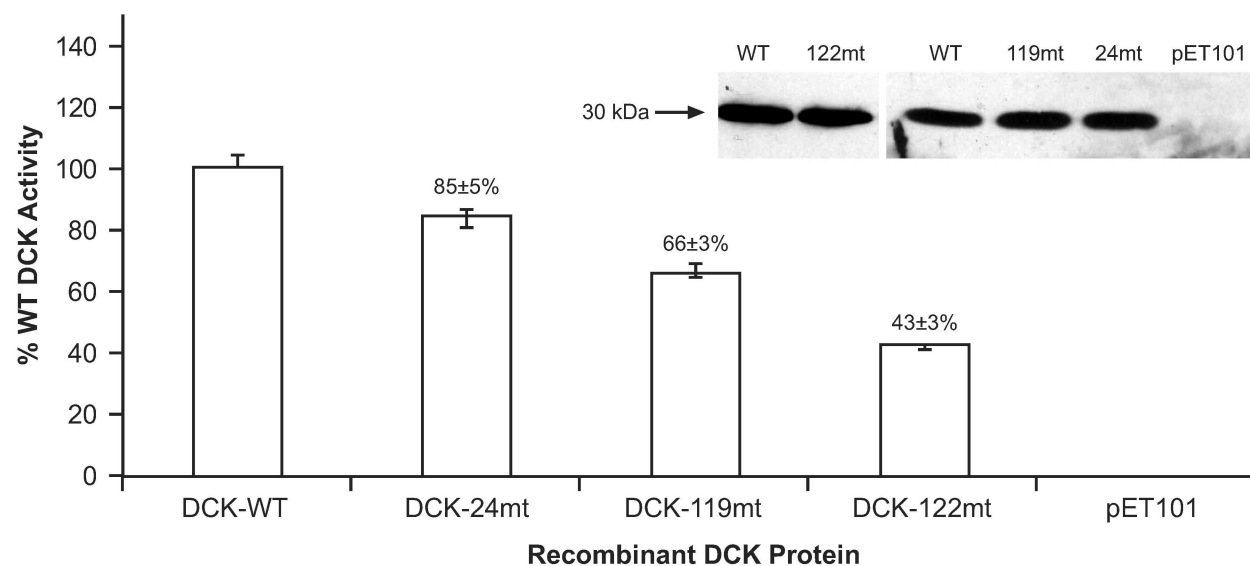 WT 122mt WT 119mt 24mt pET101
30 kDa
% WT DCK Activity
140
120
100
80
60
40
20
0
85±5%
66±3%
43±3%
DCK-WT DCK-24mt DCK-119mt DCK-122mt pET101
Recombinant DCK Protein